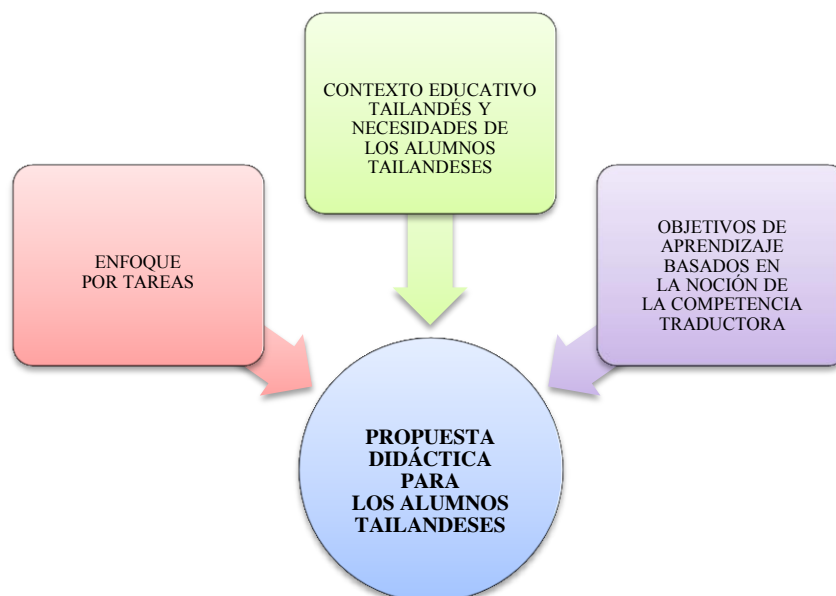 CONTEXTO EDUCATIVO
TAILANDÉS Y
NECESIDADES DE
LOS ALUMNOS
TAILANDESES
ENFOQUE
POR TAREAS
OBJETIVOS DE
APRENDIZAJE
BASADOS EN
LA NOCIÓN DE
LA COMPETENCIA
TRADUCTORA
PROPUESTA
DIDÁCTICA
PARA
LOS ALUMNOS
TAILANDESES